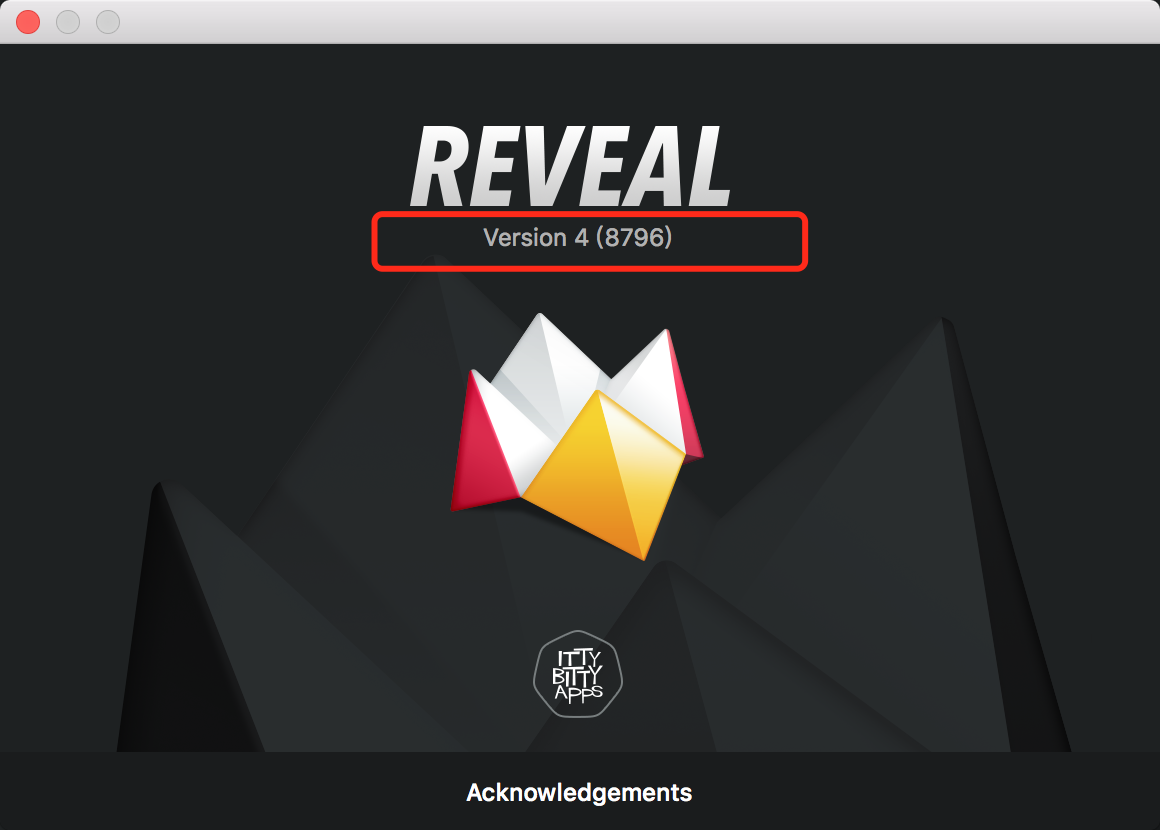 REVEAL
Version 4 (8796)
ITTY
BITTY
APPS
Acknowledgements